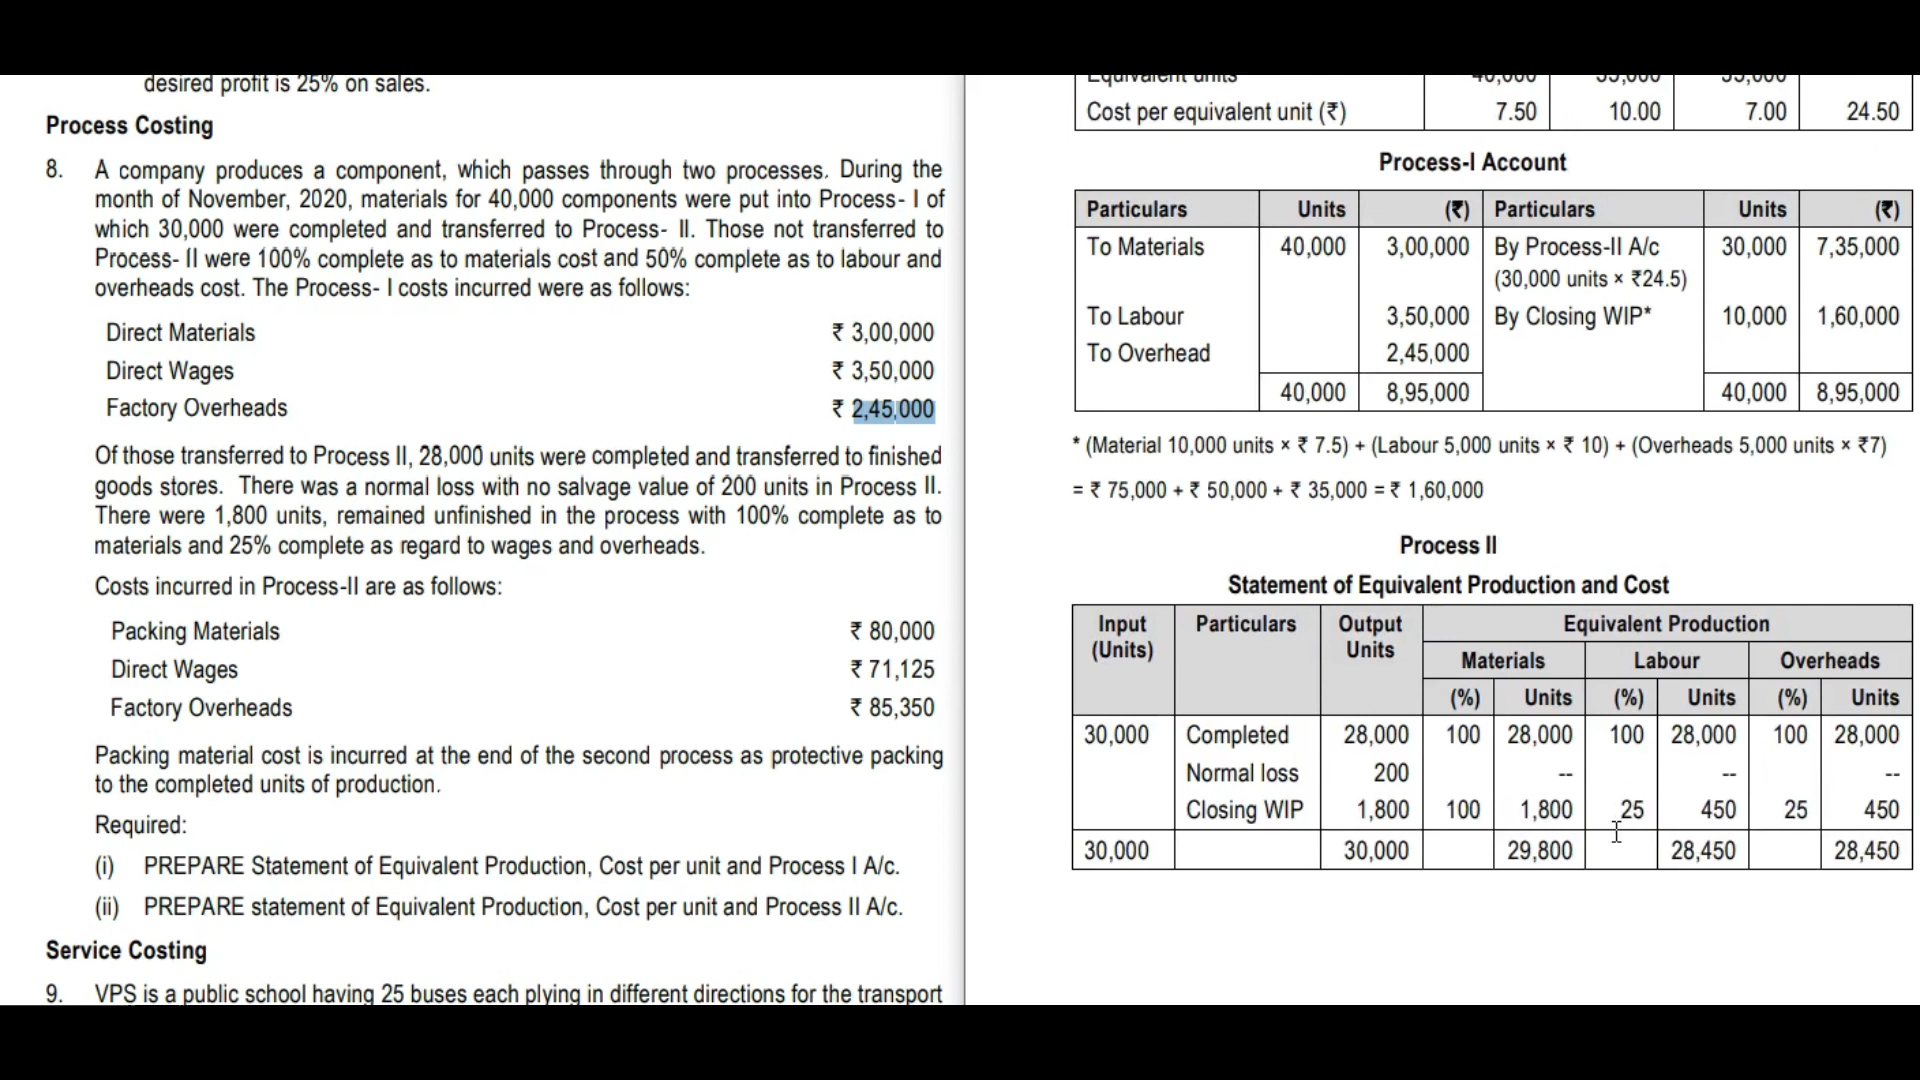 desired profit is 25% on sales.
Process Costing
8. A company produces a component, which passes through two processes. During the
month of November, 2020, materials for 40,000 components were put into Process- I of
which 30,000 were completed and transferred to Process- II. Those not transferred to
Process- II were 100% complete as to materials cost and 50% complete as to labour and
overheads cost. The Process- I costs incurred were as follows:
Direct Materials ₹ 3,00,000
Direct Wages ₹ 3,50,000
Factory Overheads ₹ 2,45,000
Of those transferred to Process II, 28,000 units were completed and transferred to finished
goods stores. There was a normal loss with no salvage value of 200 units in Process II.
There were 1,800 units, remained unfinished in the process with 100% complete as to
materials and 25% complete as regard to wages and overheads.
Costs incurred in Process-II are as follows:
Packing Materials ₹ 80,000
Direct Wages ₹ 71,125
Factory Overheads ₹ 85,350
Packing material cost is incurred at the end of the second process as protective packing
to the completed units of production.
Required:
(i) PREPARE Statement of Equivalent Production, Cost per unit and Process I A/c.
(ii) PREPARE statement of Equivalent Production, Cost per unit and Process II A/c.
Service Costing
9. VPS is a public school having 25 buses each plying in different directions for the transport
Equivalent units 40,000 35,000 35,000
Cost per equivalent unit (₹) 7.50 10.00 7.00 24.50
Process-I Account
Particulars Units (₹) Particulars Units (₹)
To Materials 40,000 3,00,000 By Process-II A/c 30,000 7,35,000
(30,000 units × ₹24.5)
To Labour 3,50,000 By Closing WIP* 10,000 1,60,000
To Overhead 2,45,000
40,000 8,95,000 40,000 8,95,000
* (Material 10,000 units × ₹ 7.5) + (Labour 5,000 units × ₹ 10) + (Overheads 5,000 units × ₹7)
= ₹ 75,000 + ₹ 50,000 + ₹ 35,000 = ₹ 1,60,000
Process II
Statement of Equivalent Production and Cost
Input Particulars Output Equivalent Production
(Units) Units
Materials Labour Overheads
(%) Units (%) Units (%) Units
30,000 Completed 28,000 100 28,000 100 28,000 100 28,000
Normal loss 200 -- -- --
Closing WIP 1,800 100 1,800 25 450 25 450
30,000 30,000 29,800 28,450 28,450